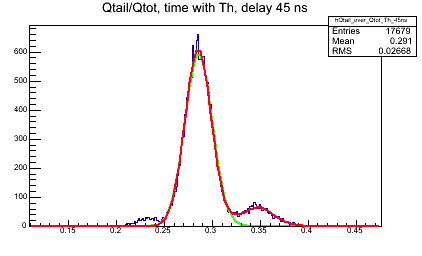 Qtail/Qtot, time with Th, delay 45 ns
hQtail_over_Qtot_Th_45ns
Entries 17679
Mean 0.291
RMS 0.02668
600
500
400
300
200
100
0
0.15 0.2 0.25 0.3 0.35 0.4 0.45